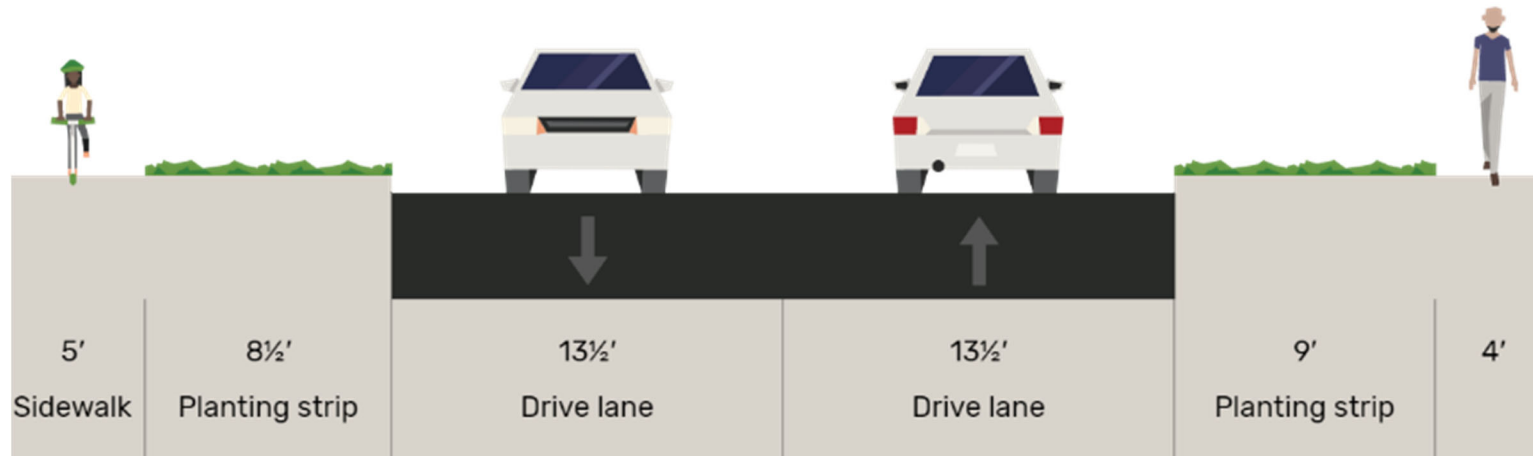 5′ 8½′ 13½′ 13½′ 9′ 4′
Sidewalk Planting strip Drive lane Drive lane Planting strip